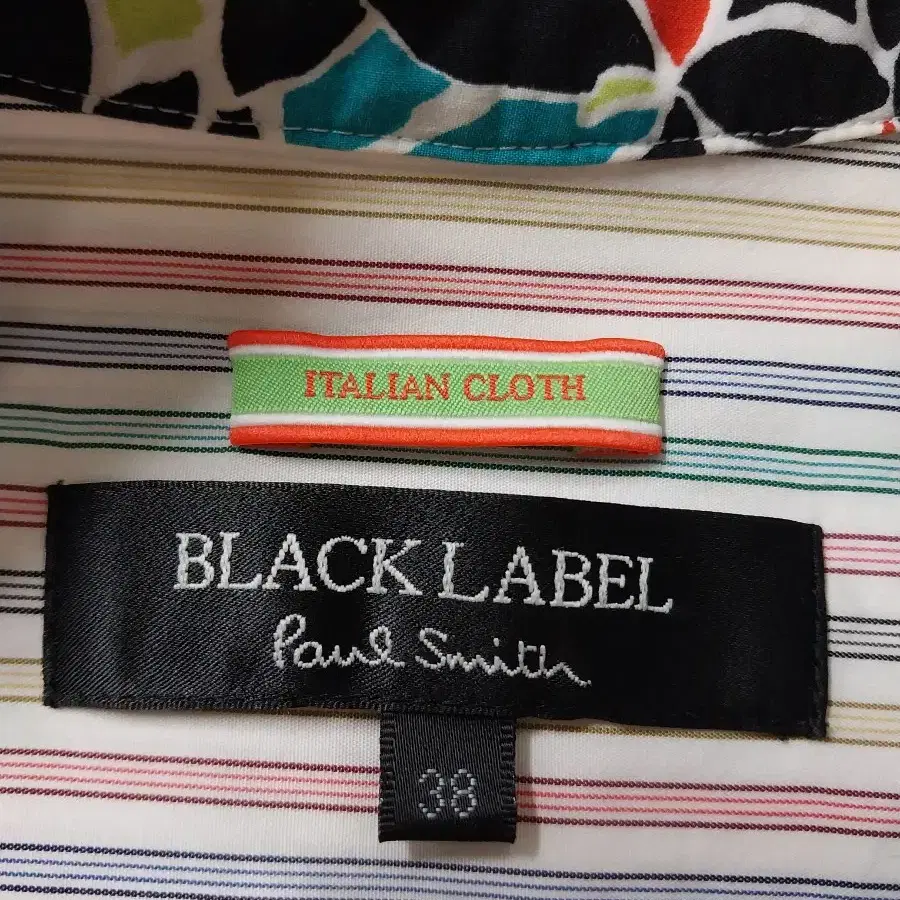 ITALIAN CLOTH
BLACK LABEL
Paul Smith
38